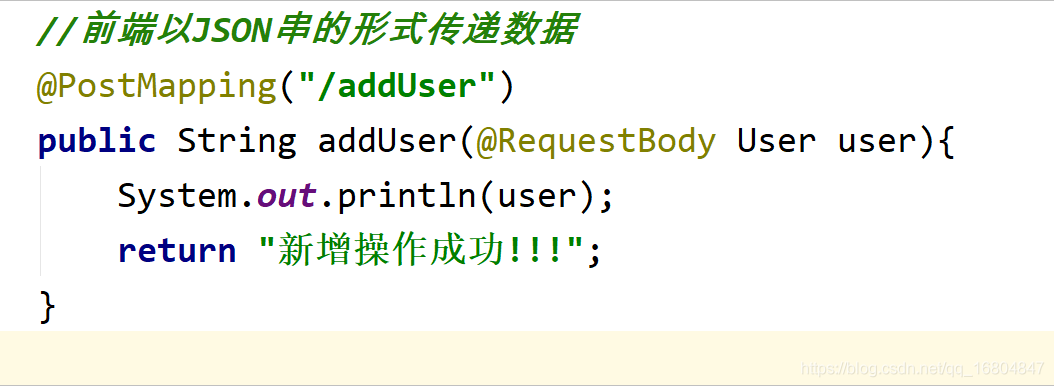 //前端以JSON串的形式传递数据
@PostMapping("/addUser")
public String addUser(@RequestBody User user){
System.out.println(user);
return "新增操作成功!!!";
}
https://blog.csdn.net/qq_16804847